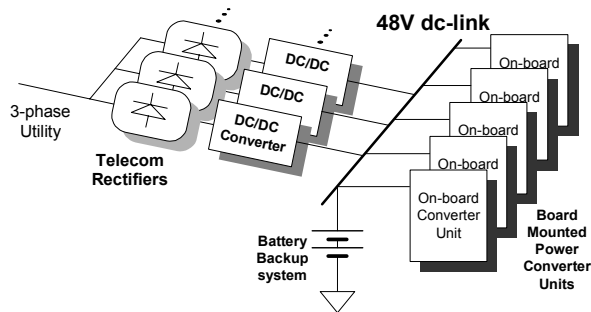 48V dc-link
DC/DC
DC/DC
DC/DC
Converter
3-phase
Utility
Telecom
Rectifiers
Battery
Backup
system
On-board
On-board
On-board
On-board
On-board
Converter
Unit
Board
Mounted
Power
Converter
Units